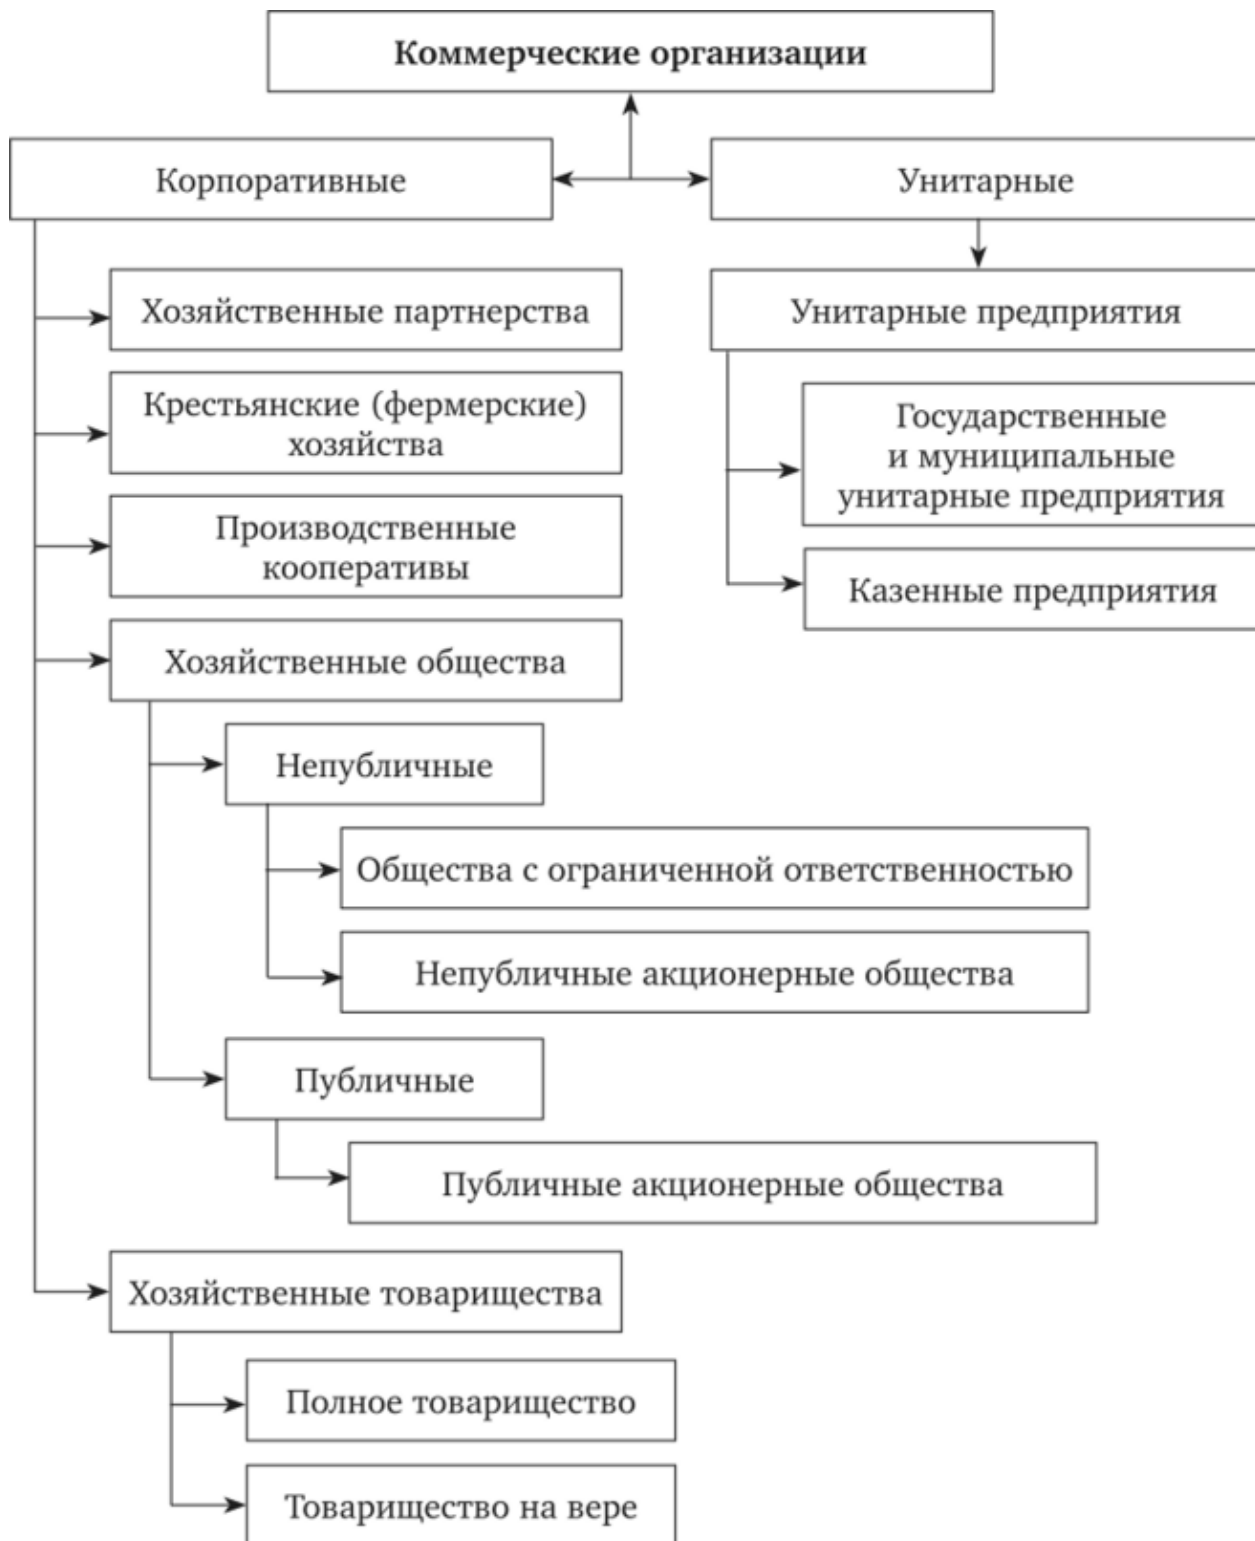 Коммерческие организации
Корпоративные
Унитарные
Хозяйственные партнерства
Унитарные предприятия
Крестьянские (фермерские)
хозяйства
Государственные
и муниципальные
унитарные предприятия
Производственные
кооперативы
Казенные предприятия
Хозяйственные общества
Непубличные
Общества с ограниченной ответственностью
Непубличные акционерные общества
Публичные
Публичные акционерные общества
Хозяйственные товарищества
Полное товарищество
Товарищество на вере